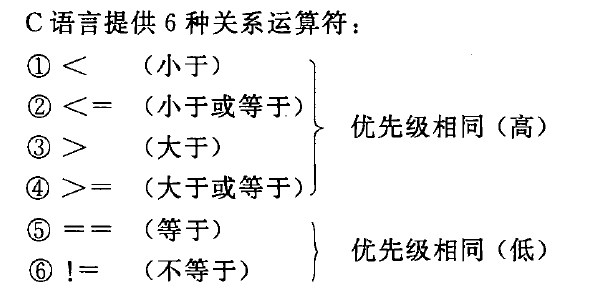 C 语言提供 6 种关系运算符：
① < （小于）
② <= （小于或等于）
③ > （大于）
④ >= （大于或等于）
优先级相同（高）
⑤ == （等于）
⑥ != （不等于）
优先级相同（低）